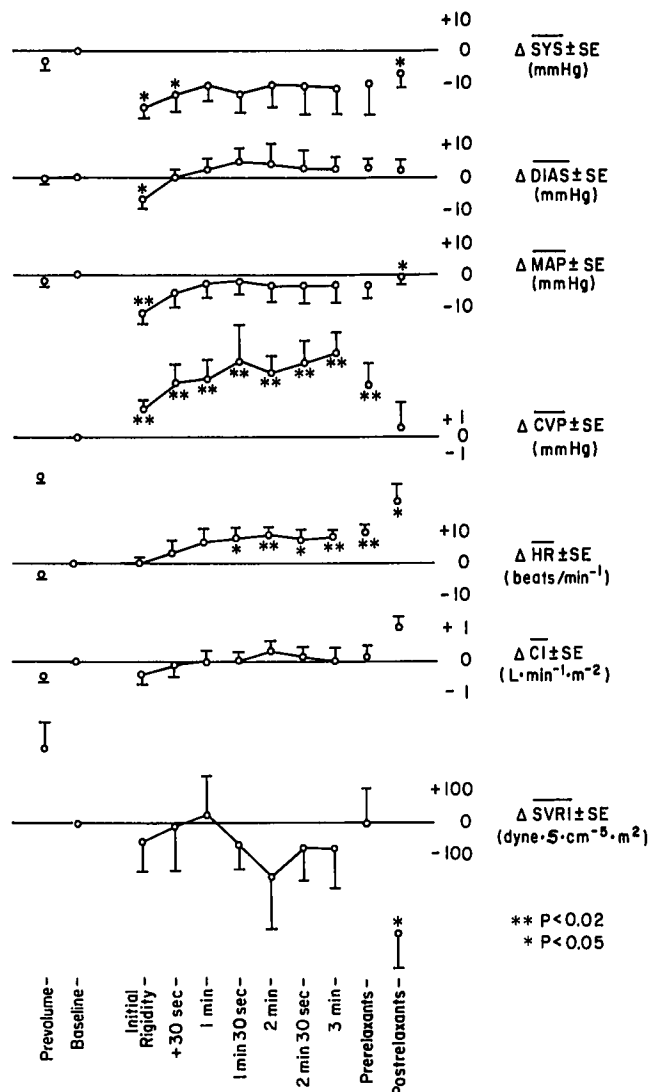 +10
0
-10
Δ SYS ± SE
(mmHg)
*
*
*
+10
0
-10
Δ DIAS ± SE
(mmHg)
*
+10
0
-10
Δ MAP ± SE
(mmHg)
**
*
+1
0
-1
Δ CVP ± SE
(mmHg)
**
**
**
**
**
**
**
**
+10
0
-10
Δ HR ± SE
(beats/min⁻¹)
*
**
*
**
**
*
+1
0
-1
Δ CI ± SE
(L·min⁻¹·m⁻²)
+100
0
-100
Δ SVRI ± SE
(dyne·5·cm⁻⁵·m²)
*
** P<0.02
* P<0.05
Prevolume-
Baseline-
Initial
Rigidity-
+30 sec-
1 min-
1 min 30 sec-
2 min-
2 min 30 sec-
3 min-
Prerelaxants-
Postrelaxants-